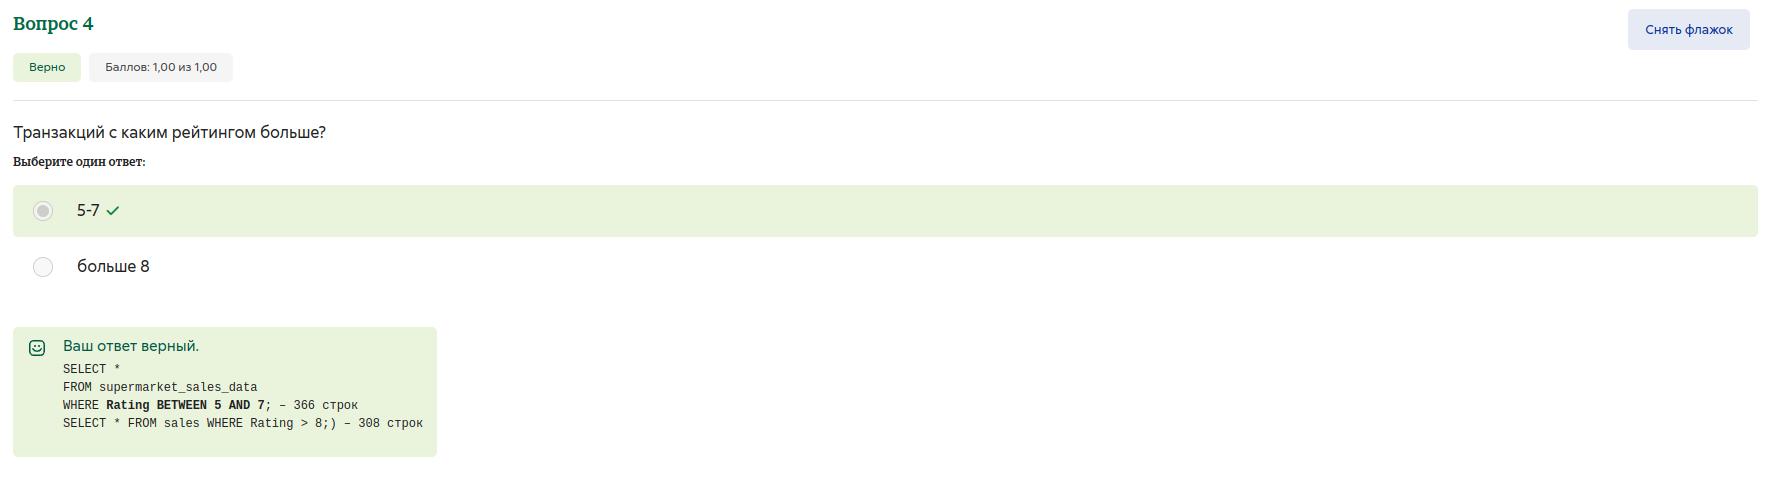 Вопрос 4
Снять флажок
Верно
Баллов: 1,00 из 1,00
Транзакций с каким рейтингом больше?
Выберите один ответ:
5-7
больше 8
Ваш ответ верный.
SELECT *
FROM supermarket_sales_data
WHERE Rating BETWEEN 5 AND 7; – 366 строк
SELECT * FROM sales WHERE Rating > 8;) – 308 строк